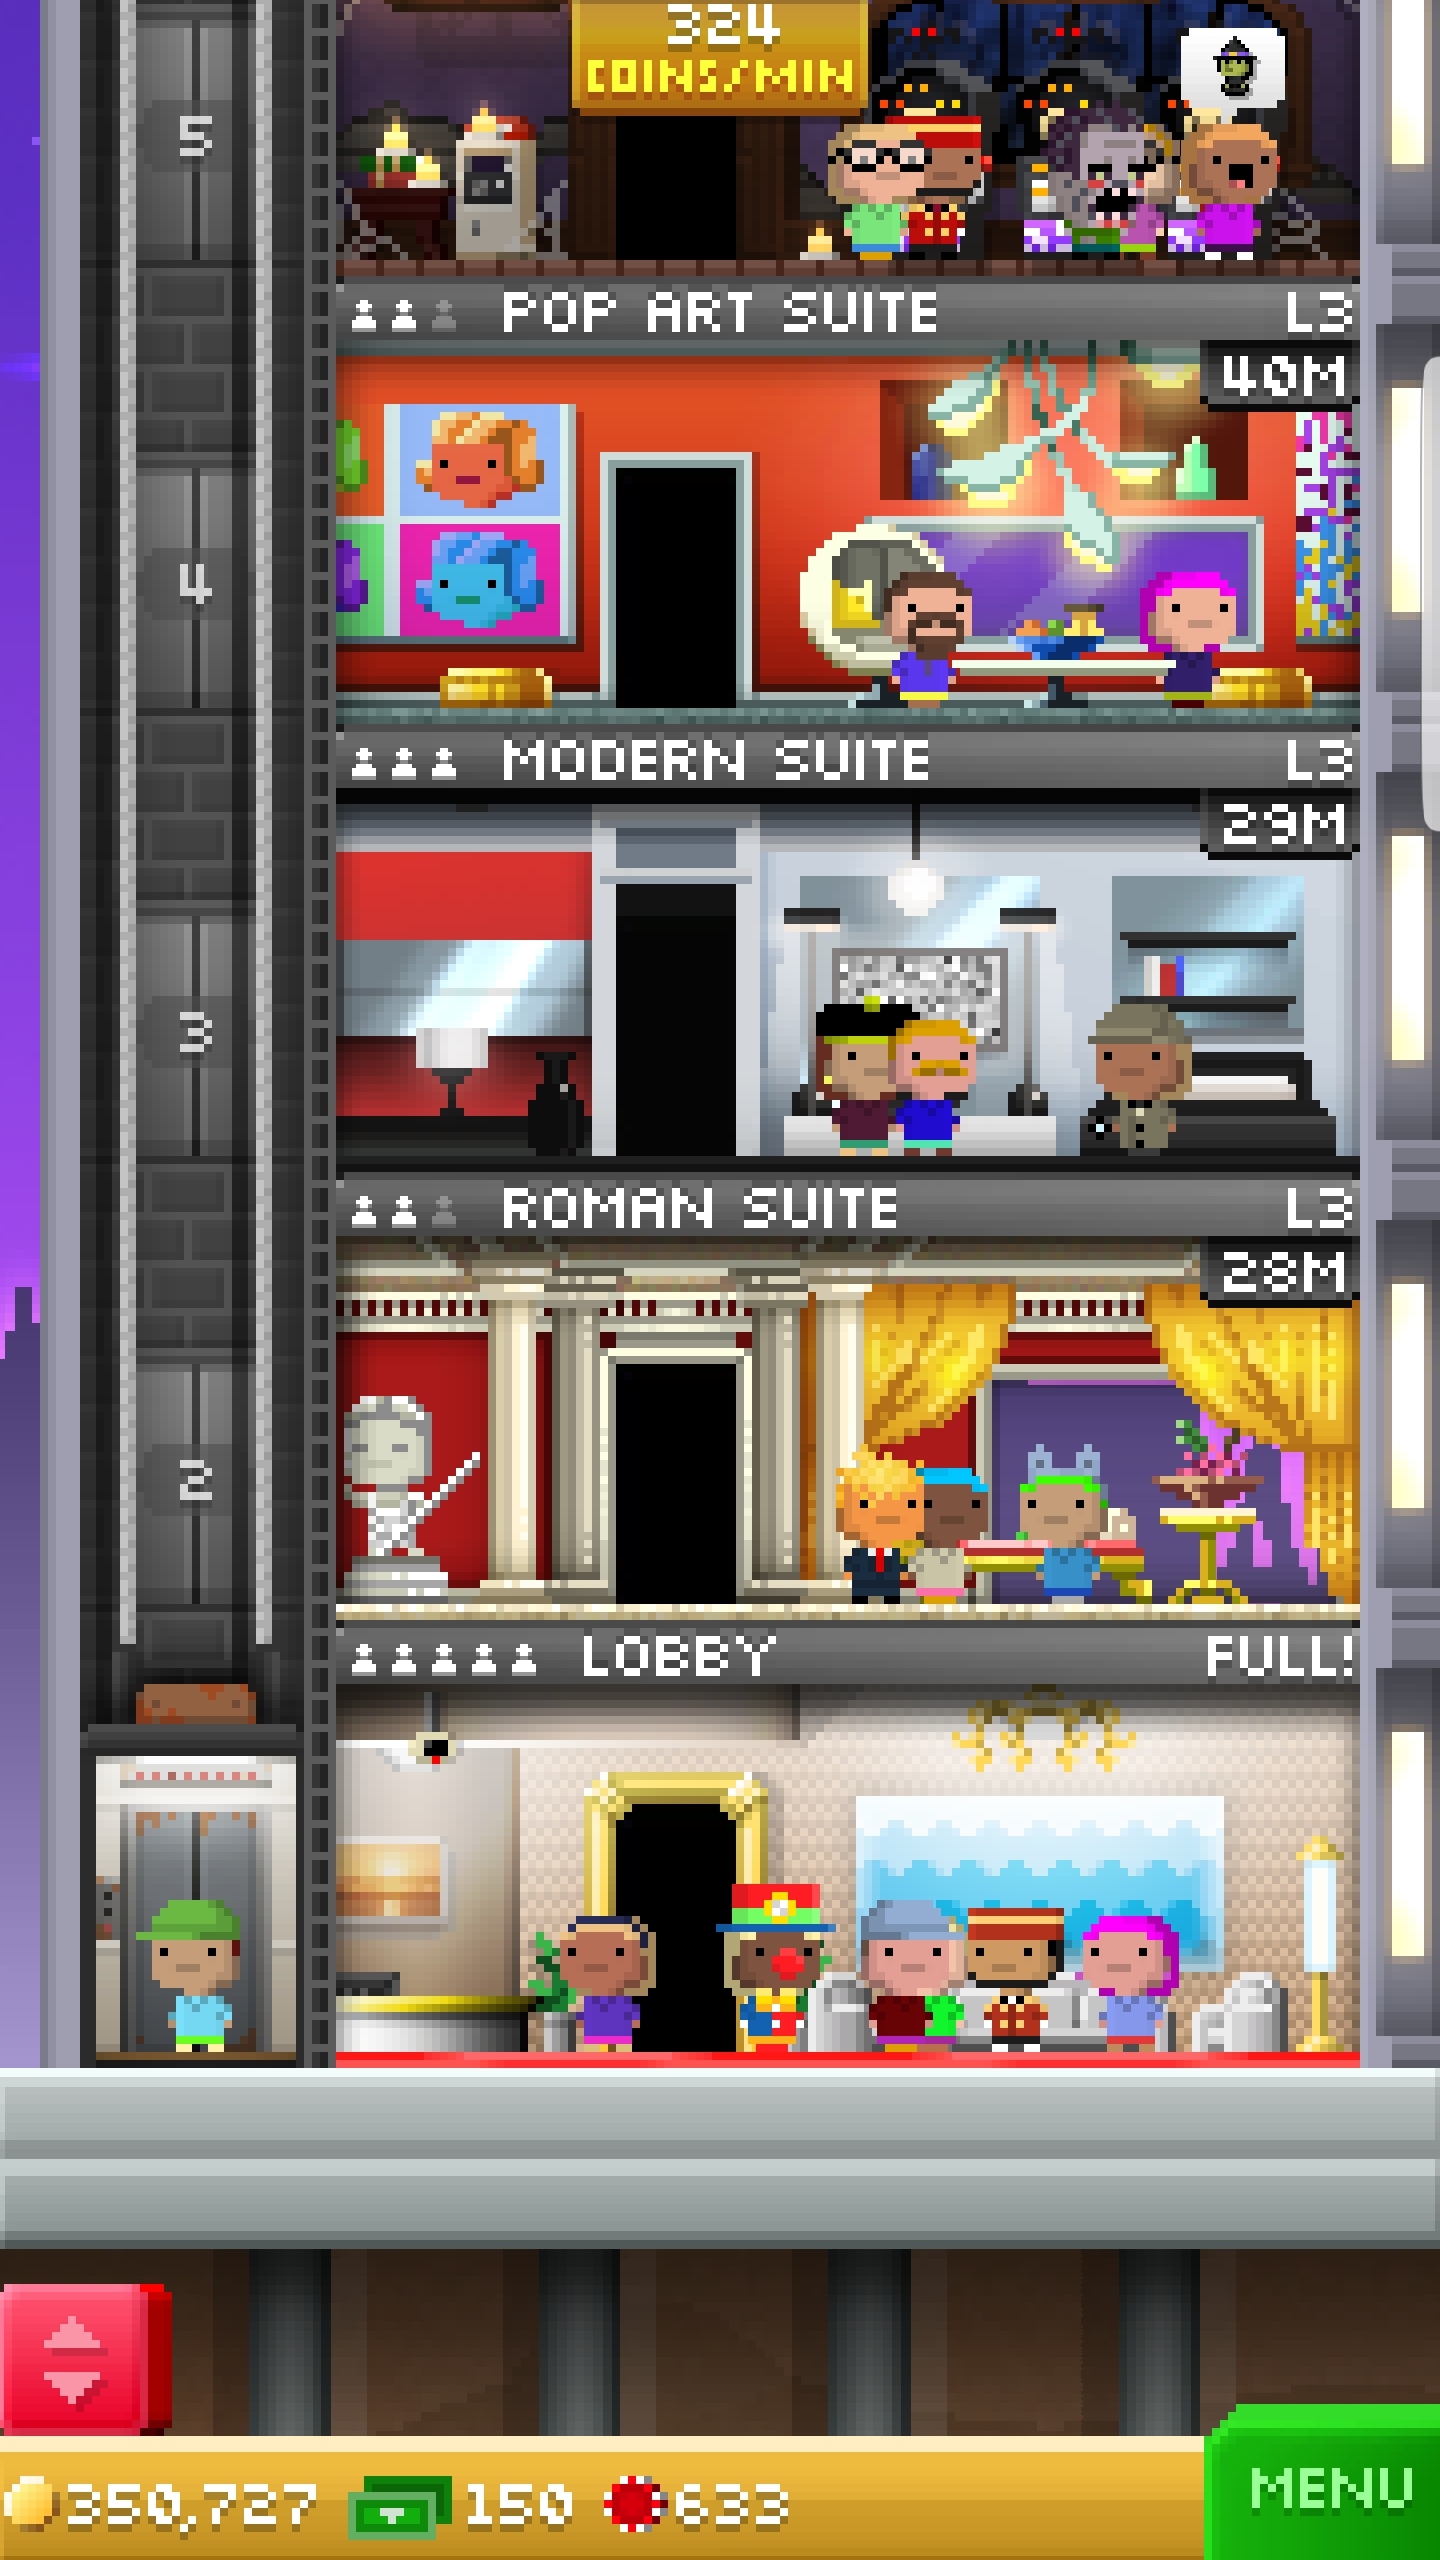 324
COINS/MIN
5
POP ART SUITE L3
40M
4
MODERN SUITE L3
29M
3
ROMAN SUITE L3
28M
2
LOBBY FULL!
MENU
350,727 150 633